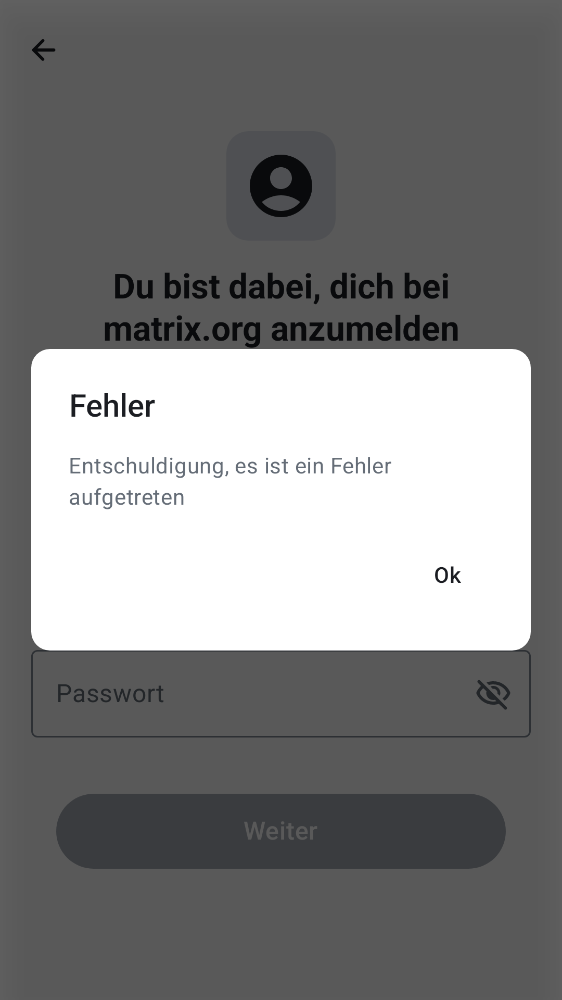 Du bist dabei, dich bei
matrix.org anzumelden
Fehler
Entschuldigung, es ist ein Fehler
aufgetreten
Ok
Passwort
Weiter